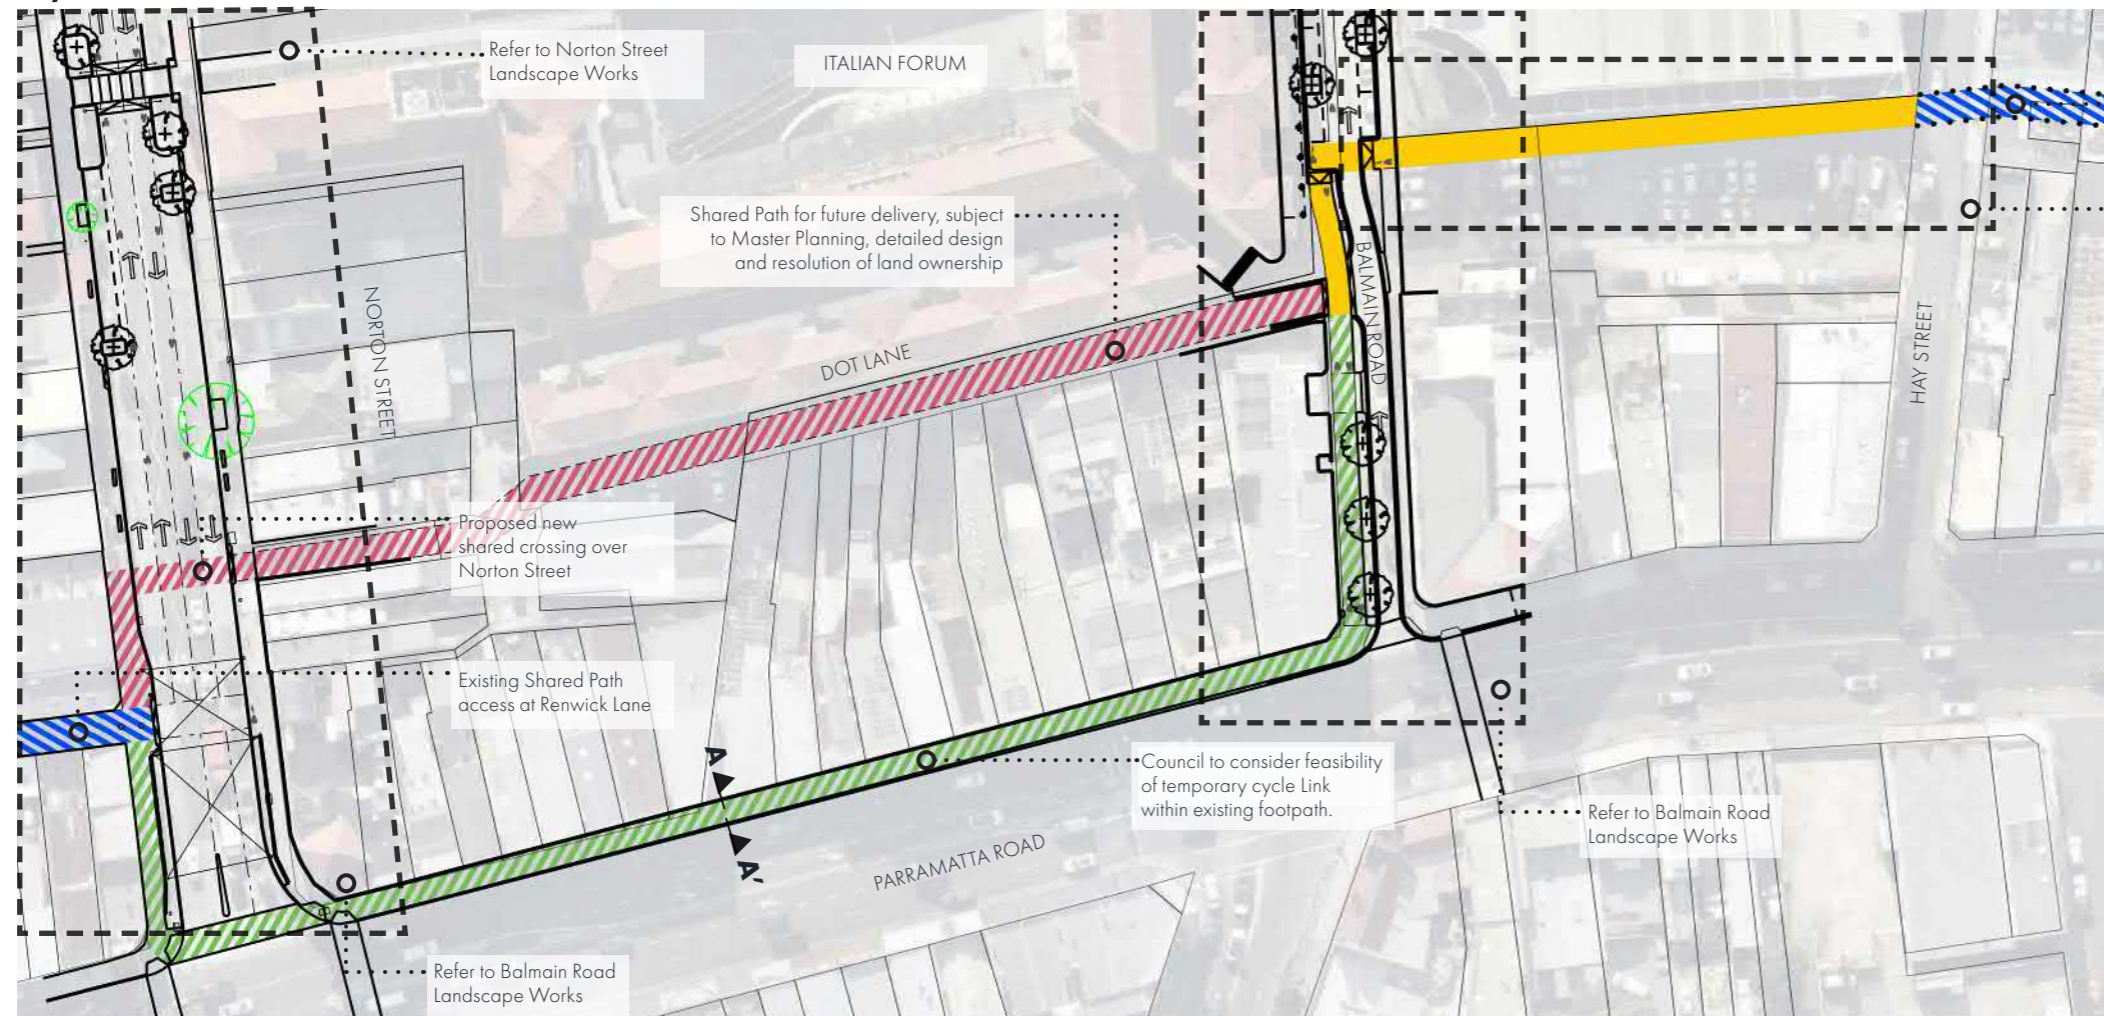 Refer to Norton Street
Landscape Works
ITALIAN FORUM
Shared Path for future delivery, subject
to Master Planning, detailed design
and resolution of land ownership
NORTON STREET
BALMAIN ROAD
HAY STREET
DOT LANE
Proposed new
shared crossing over
Norton Street
Existing Shared Path
access at Renwick Lane
A
A'
Council to consider feasibility
of temporary cycle Link
within existing footpath.
PARRAMATTA ROAD
Refer to Balmain Road
Landscape Works
Refer to Balmain Road
Landscape Works